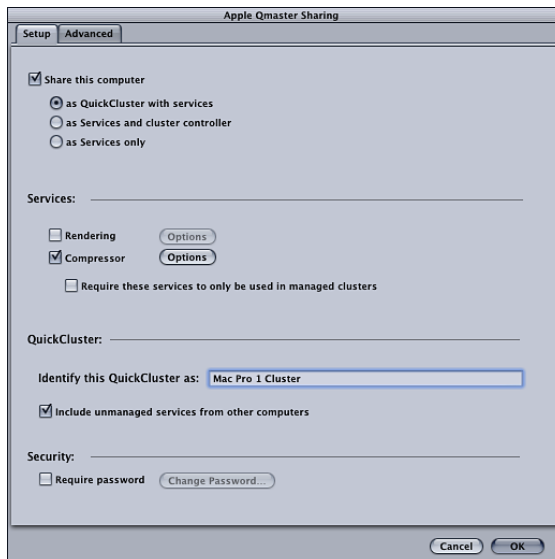 Apple Qmaster Sharing
Setup Advanced
Share this computer
as QuickCluster with services
as Services and cluster controller
as Services only
Services:
Rendering Options
Compressor Options
Require these services to only be used in managed clusters
QuickCluster:
Identify this QuickCluster as: Mac Pro 1 Cluster
Include unmanaged services from other computers
Security:
Require password Change Password...
Cancel OK